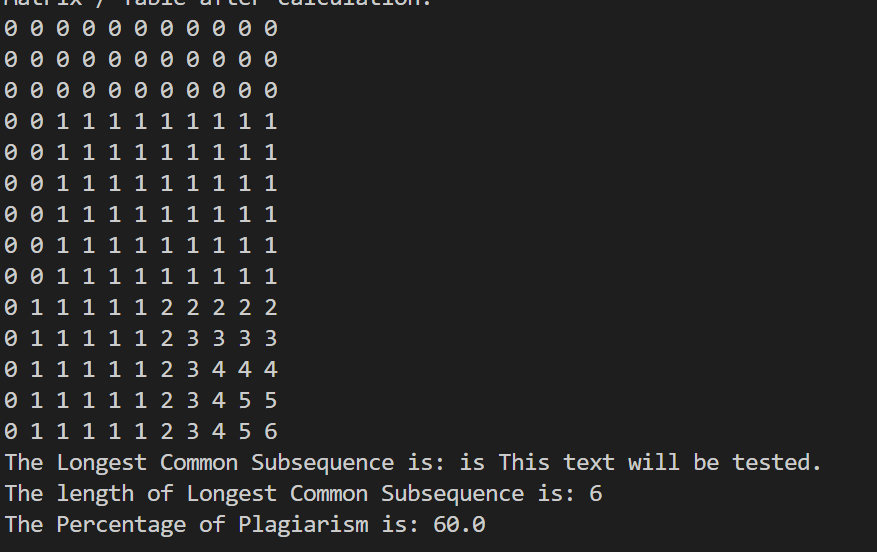 Matrix / Table after calculation:
0 0 0 0 0 0 0 0 0 0 0
0 0 0 0 0 0 0 0 0 0 0
0 0 0 0 0 0 0 0 0 0 0
0 0 1 1 1 1 1 1 1 1 1
0 0 1 1 1 1 1 1 1 1 1
0 0 1 1 1 1 1 1 1 1 1
0 0 1 1 1 1 1 1 1 1 1
0 0 1 1 1 1 1 1 1 1 1
0 0 1 1 1 1 1 1 1 1 1
0 1 1 1 1 1 2 2 2 2 2
0 1 1 1 1 1 2 3 3 3 3
0 1 1 1 1 1 2 3 4 4 4
0 1 1 1 1 1 2 3 4 5 5
0 1 1 1 1 1 2 3 4 5 6
The Longest Common Subsequence is: is This text will be tested.
The length of Longest Common Subsequence is: 6
The Percentage of Plagiarism is: 60.0